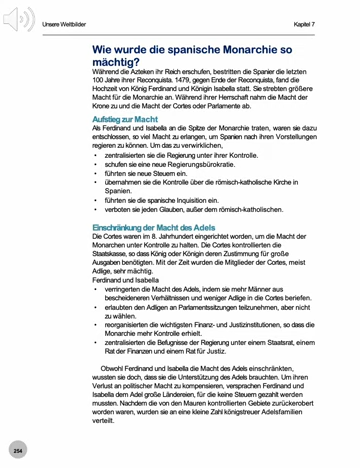 Unsere Weltbilder Kapitel 7
Wie wurde die spanische Monarchie so
mächtig?
Während die Azteken ihr Reich erschufen, bestritten die Spanier die letzten
100 Jahre ihrer Reconquista. 1479, gegen Ende der Reconquista, fand die
Hochzeit von König Ferdinand und Königin Isabella statt. Sie strebten größere
Macht für die Monarchie an. Während ihrer Herrschaft nahm die Macht der
Krone zu und die Macht der Cortes oder Parlamente ab.
Aufstieg zur Macht
Als Ferdinand und Isabella an die Spitze der Monarchie traten, waren sie dazu
entschlossen, so viel Macht zu erlangen, um Spanien nach ihren Vorstellungen
regieren zu können. Um das zu verwirklichen,
• zentralisierten sie die Regierung unter ihrer Kontrolle.
• schufen sie eine neue Regierungsbürokratie.
• führten sie neue Steuern ein.
• übernahmen sie die Kontrolle über die römisch-katholische Kirche in
Spanien.
• führten sie die spanische Inquisition ein.
• verboten sie jeden Glauben, außer dem römisch-katholischen.
Einschränkung der Macht des Adels
Die Cortes waren im 8. Jahrhundert eingerichtet worden, um die Macht der
Monarchen unter Kontrolle zu halten. Die Cortes kontrollierten die
Staatskasse, so dass König oder Königin deren Zustimmung für große
Ausgaben benötigten. Mit der Zeit wurden die Mitglieder der Cortes, meist
Adlige, sehr mächtig.
Ferdinand und Isabella
• verringerten die Macht des Adels, indem sie mehr Männer aus
bescheideneren Verhältnissen und weniger Adlige in die Cortes beriefen.
• erlaubten den Adligen an Parlamentssitzungen teilzunehmen, aber nicht
zu wählen.
• reorganisierten die wichtigsten Finanz- und Justizinstitutionen, so dass die
Monarchie mehr Kontrolle erhielt.
• zentralisierten die Befugnisse der Regierung unter einem Staatsrat, einem
Rat der Finanzen und einem Rat für Justiz.
Obwohl Ferdinand und Isabella die Macht des Adels einschränkten,
wussten sie doch, dass sie die Unterstützung des Adels brauchten. Um ihren
Verlust an politischer Macht zu kompensieren, versprachen Ferdinand und
Isabella dem Adel große Ländereien, für die keine Steuern gezahlt werden
mussten. Nachdem die von den Mauren kontrollierten Gebiete zurückerobert
worden waren, wurden sie an eine kleine Zahl königstreuer Adelsfamilien
verteilt.
254